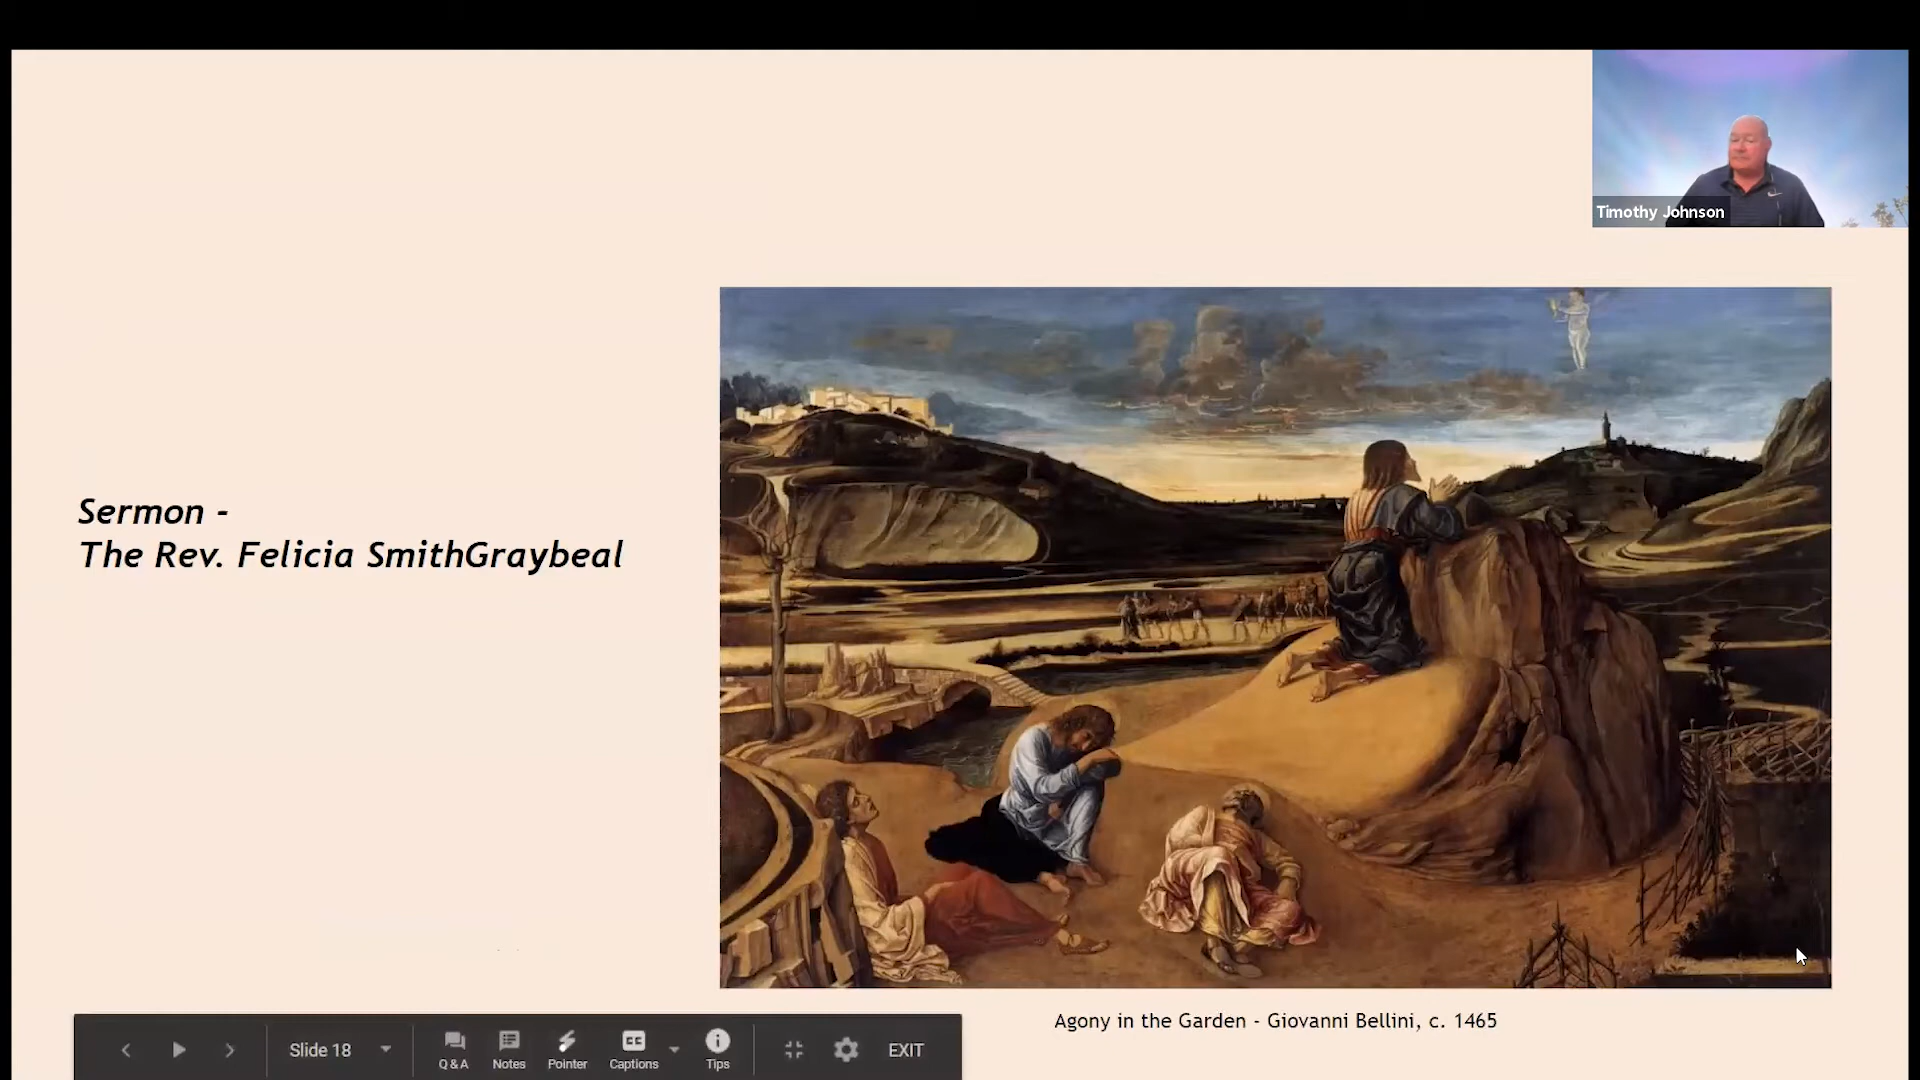 Timothy Johnson
Sermon -
The Rev. Felicia SmithGraybeal
Agony in the Garden - Giovanni Bellini, c. 1465
Slide 18
Q&A
Notes
Pointer
CC
Captions
Tips
EXIT